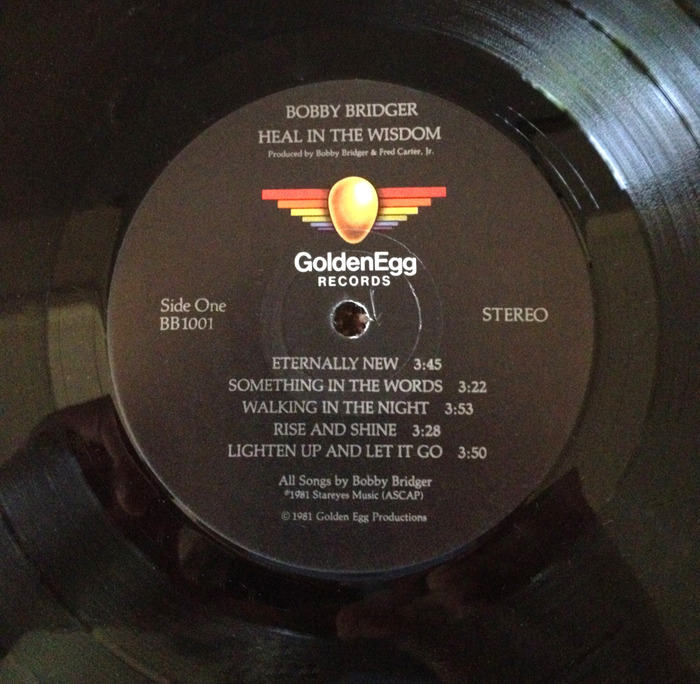 BOBBY BRIDGER
HEAL IN THE WISDOM
Produced by Bobby Bridger & Fred Carter, Jr.
GoldenEgg
RECORDS
Side One
BB1001
STEREO
ETERNALLY NEW 3:45
SOMETHING IN THE WORDS 3:22
WALKING IN THE NIGHT 3:53
RISE AND SHINE 3:28
LIGHTEN UP AND LET IT GO 3:50
All Songs by Bobby Bridger
℗1981 Stareyes Music (ASCAP)
© 1981 Golden Egg Productions